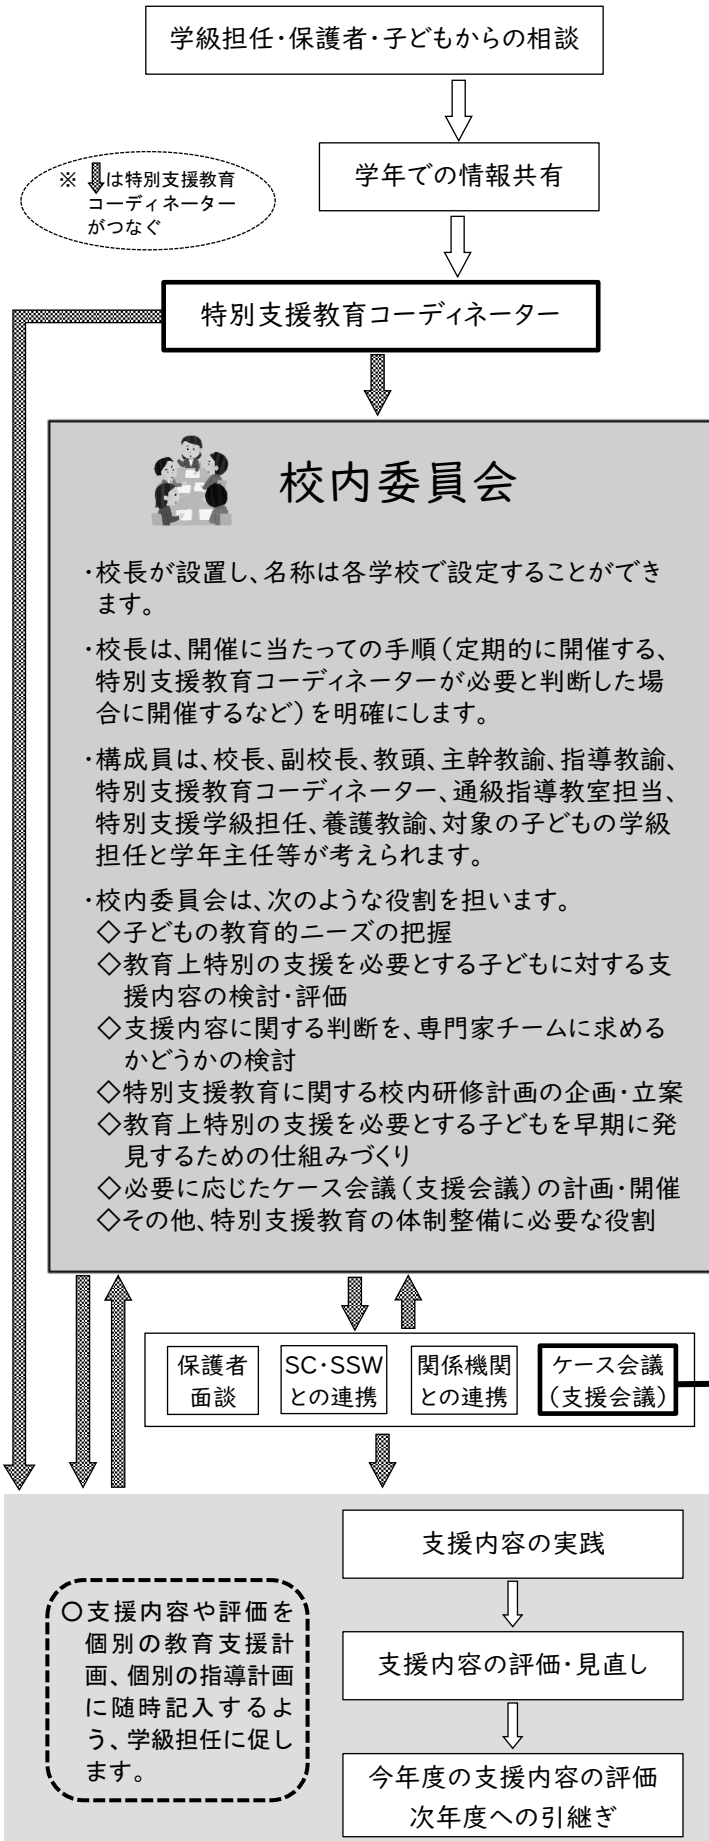 学級担任・保護者・子どもからの相談
学年での情報共有
※ は特別支援教育
コーディネーター
がつなぐ
特別支援教育コーディネーター
校内委員会
・校長が設置し、名称は各学校で設定することができ
ます。
・校長は、開催に当たっての手順（定期的に開催する、
特別支援教育コーディネーターが必要と判断した場
合に開催するなど）を明確にします。
・構成員は、校長、副校長、教頭、主幹教諭、指導教諭、
特別支援教育コーディネーター、通級指導教室担当、
特別支援学級担任、養護教諭、対象の子どもの学級
担任と学年主任等が考えられます。
・校内委員会は、次のような役割を担います。
◇子どもの教育的ニーズの把握
◇教育上特別の支援を必要とする子どもに対する支
援内容の検討・評価
◇支援内容に関する判断を、専門家チームに求める
かどうかの検討
◇特別支援教育に関する校内研修計画の企画・立案
◇教育上特別の支援を必要とする子どもを早期に発
見するための仕組みづくり
◇必要に応じたケース会議（支援会議）の計画・開催
◇その他、特別支援教育の体制整備に必要な役割
保護者
面談
SC・SSW
との連携
関係機関
との連携
ケース会議
（支援会議）
支援内容の実践
〇支援内容や評価を
個別の教育支援計
画、個別の指導計画
に随時記入するよ
う、学級担任に促し
ます。
支援内容の評価・見直し
今年度の支援内容の評価
次年度への引継ぎ